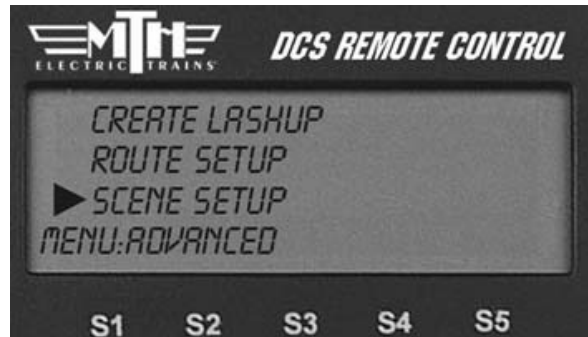 MTH
ELECTRIC TRAINS
DCS REMOTE CONTROL
CREATE LASHUP
ROUTE SETUP
SCENE SETUP
MENU:ADVANCED
S1 S2 S3 S4 S5